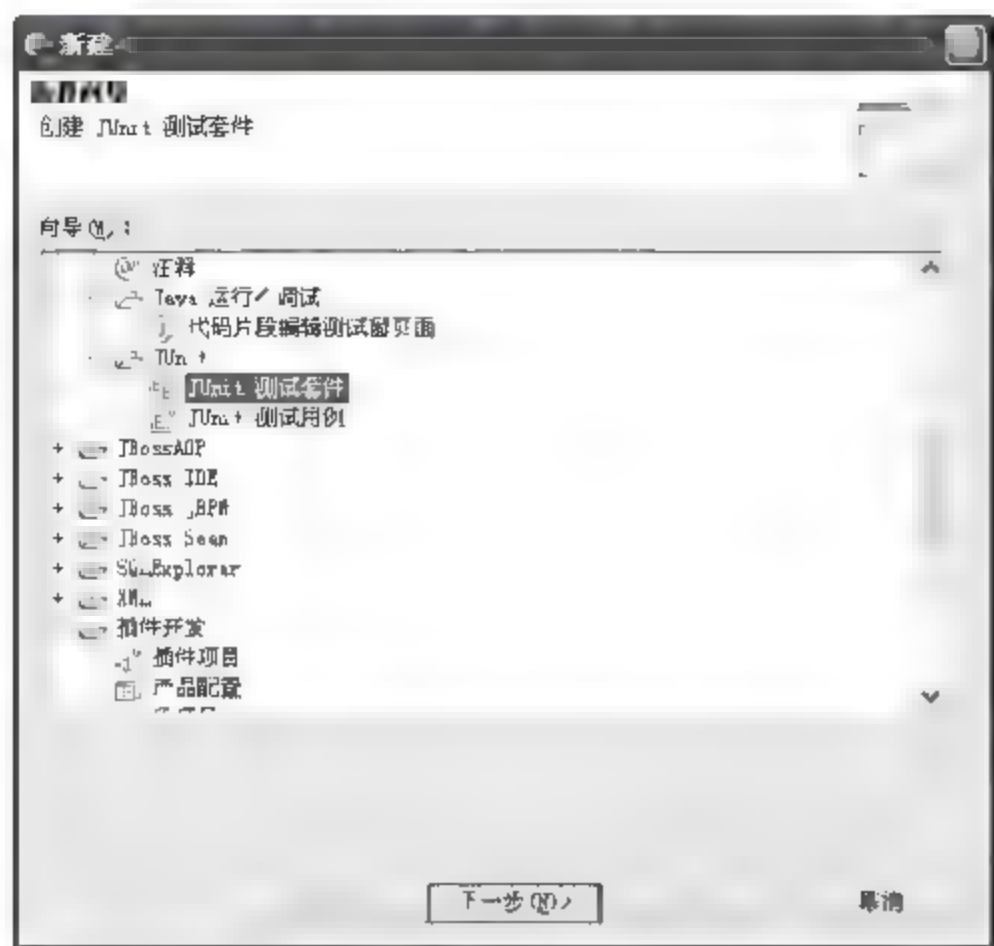 新建
创建 JUnit 测试套件
向导(W):
注释
Java 运行/调试
代码片段编辑测试窗页面
JUnit
JUnit 测试套件
JUnit 测试用例
JBossAOP
JBoss IDE
JBoss jBPM
JBoss Seam
SQLExplorer
XML
插件开发
插件项目
产品配置
下一步(N)>
取消